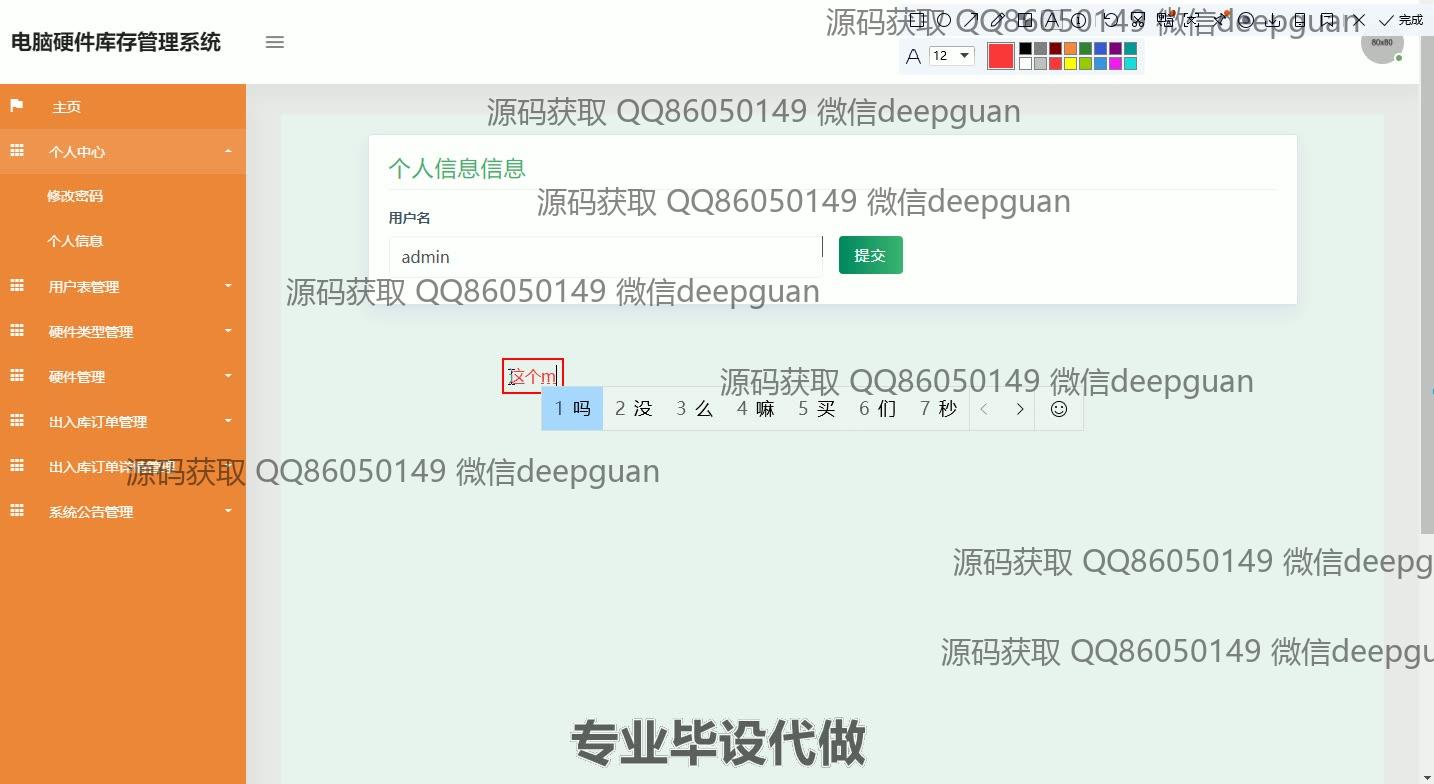 电脑硬件库存管理系统
源码获取 QQ86050149 微信deepguan
完成
A 12
80x80
主页
源码获取 QQ86050149 微信deepguan
个人中心
个人信息信息
修改密码
源码获取 QQ86050149 微信deepguan
用户名
个人信息
admin
提交
用户表管理
源码获取 QQ86050149 微信deepguan
硬件类型管理
硬件管理
这个m
源码获取 QQ86050149 微信deepguan
1 吗 2 没 3 么 4 嘛 5 买 6 们 7 秒
出入库订单管理
出入库订单详情管理
源码获取 QQ86050149 微信deepguan
系统公告管理
源码获取 QQ86050149 微信deepg
源码获取 QQ86050149 微信deepgu
专业毕设代做